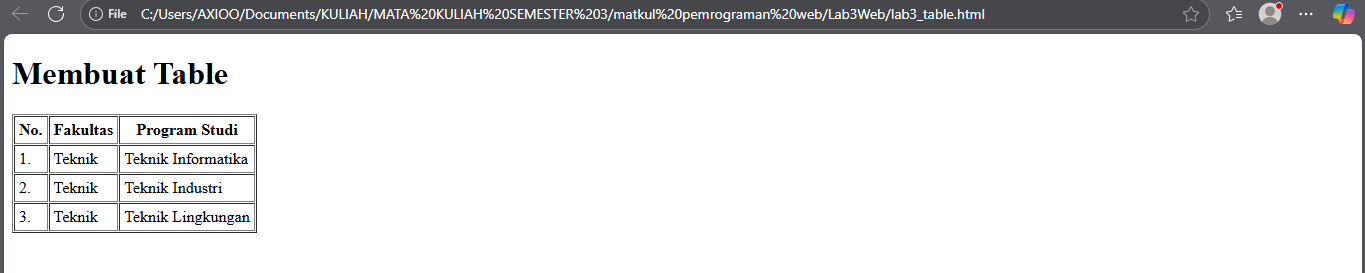 File C:/Users/AXIOO/Documents/KULIAH/MATA%20KULIAH%20SEMESTER%203/matkul%20pemrograman%20web/Lab3Web/lab3_table.html
Membuat Table
No. Fakultas Program Studi
1. Teknik Teknik Informatika
2. Teknik Teknik Industri
3. Teknik Teknik Lingkungan